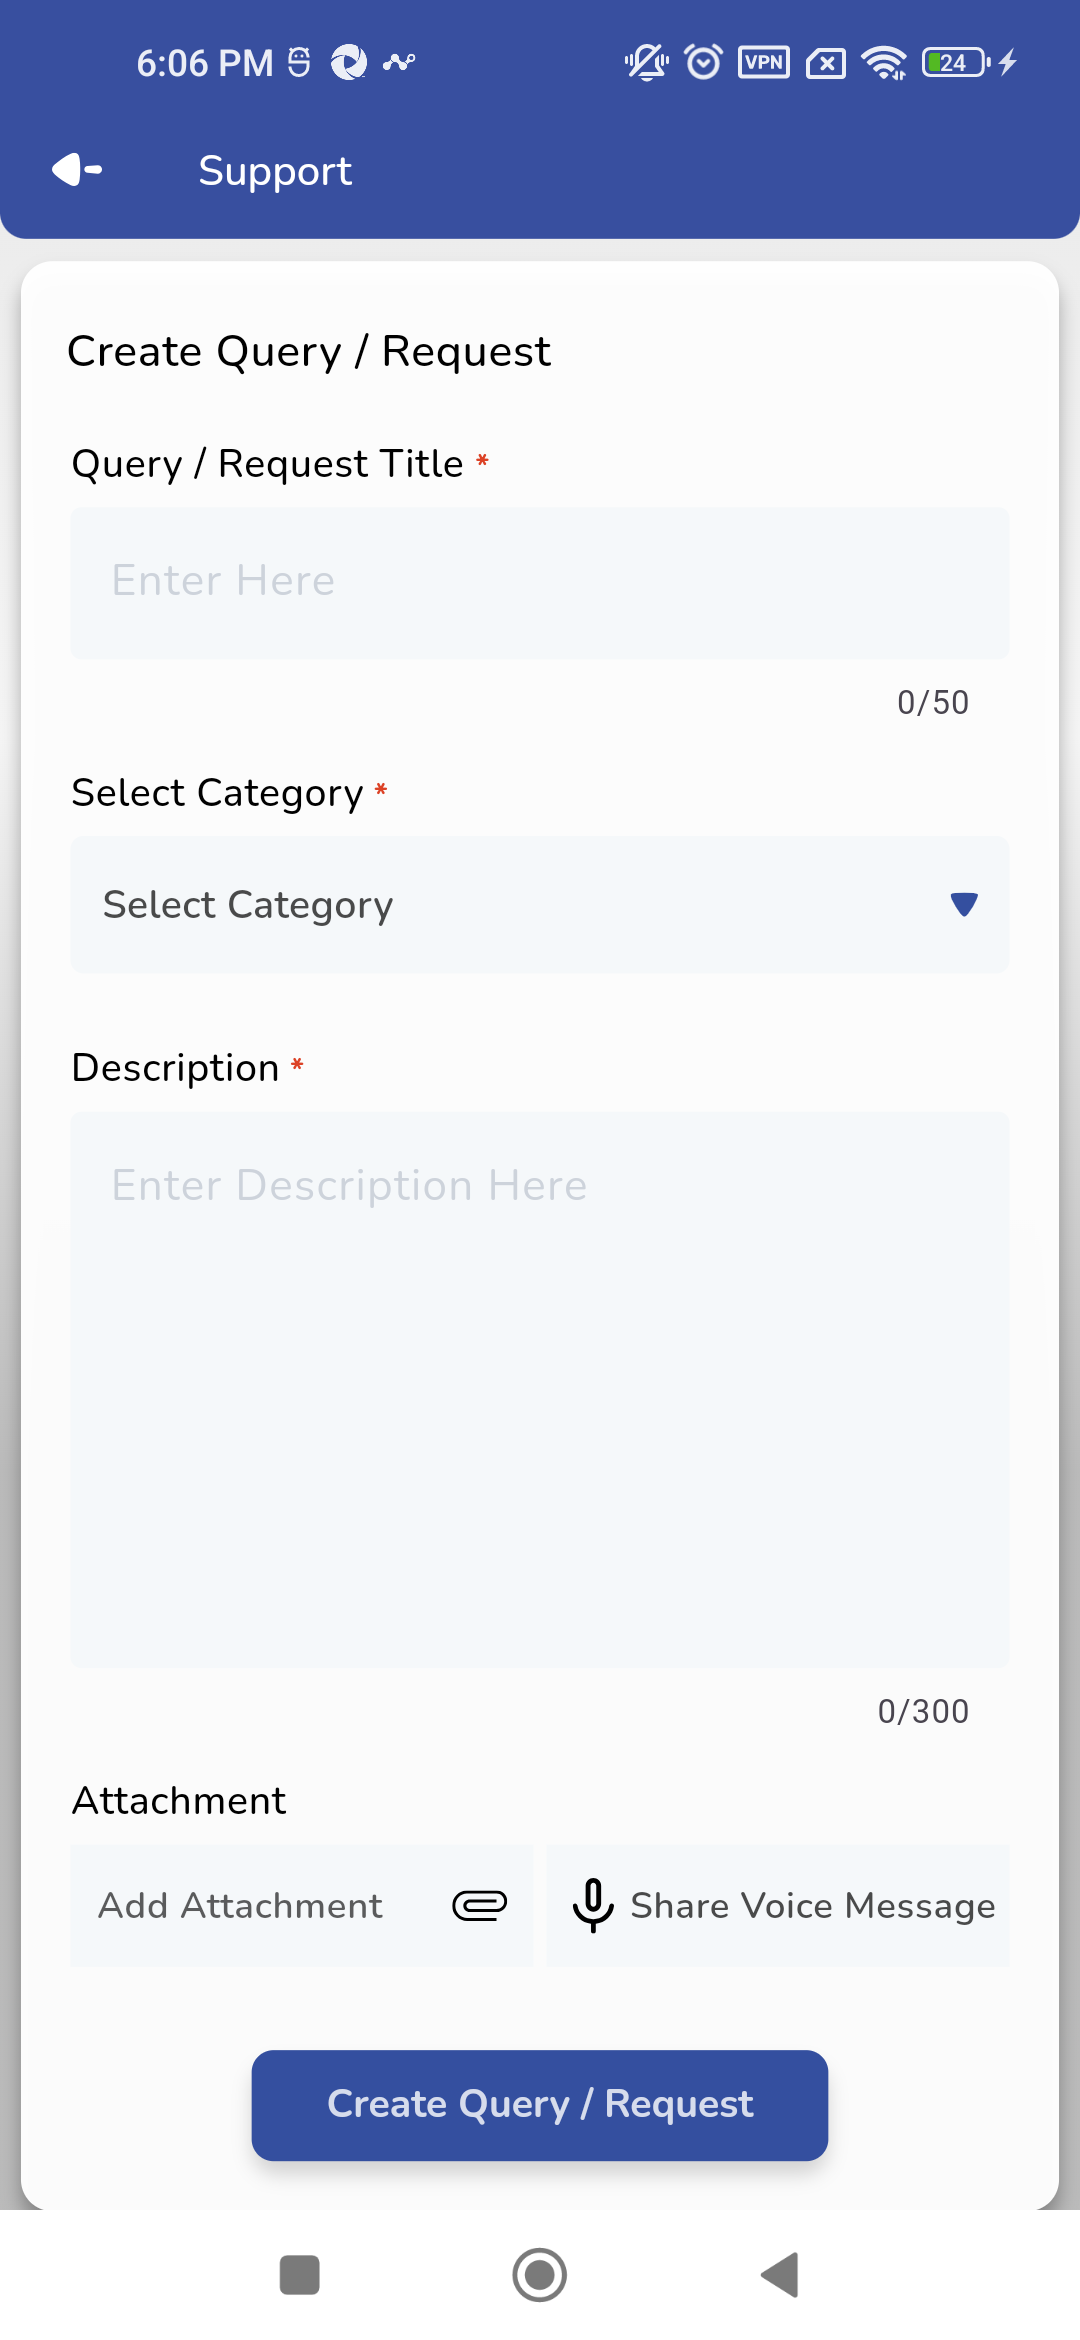 6:06 PM VPN 24
Support
Create Query / Request
Query / Request Title *
Enter Here
0/50
Select Category *
Select Category
Description *
Enter Description Here
0/300
Attachment
Add Attachment Share Voice Message
Create Query / Request